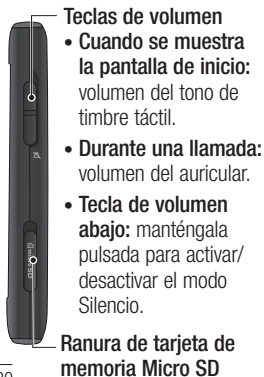 Teclas de volumen
• Cuando se muestra
la pantalla de inicio:
volumen del tono de
timbre táctil.
• Durante una llamada:
volumen del auricular.
• Tecla de volumen
abajo: manténgala
pulsada para activar/
desactivar el modo
Silencio.
Ranura de tarjeta de
memoria Micro SD